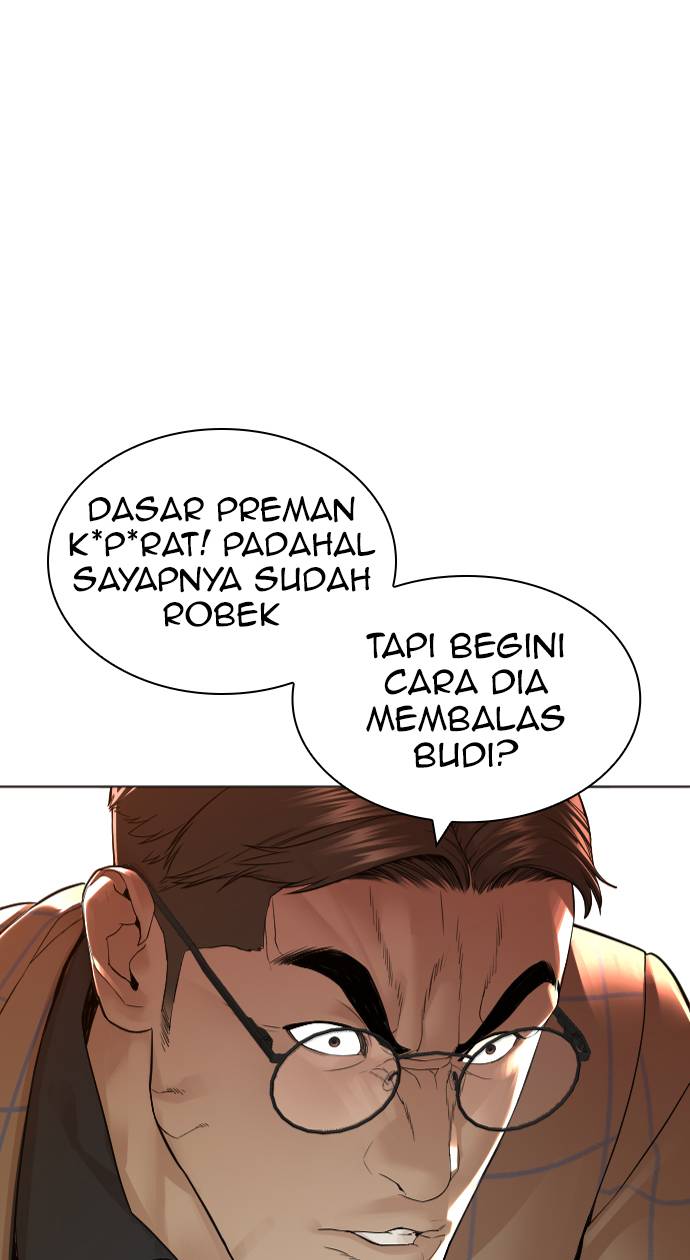 DASAR PREMAN
K*P*RAT! PADAHAL
SAYAPNYA SUDAH
ROBEK
TAPI BEGINI
CARA DIA
MEMBALAS
BUDI?